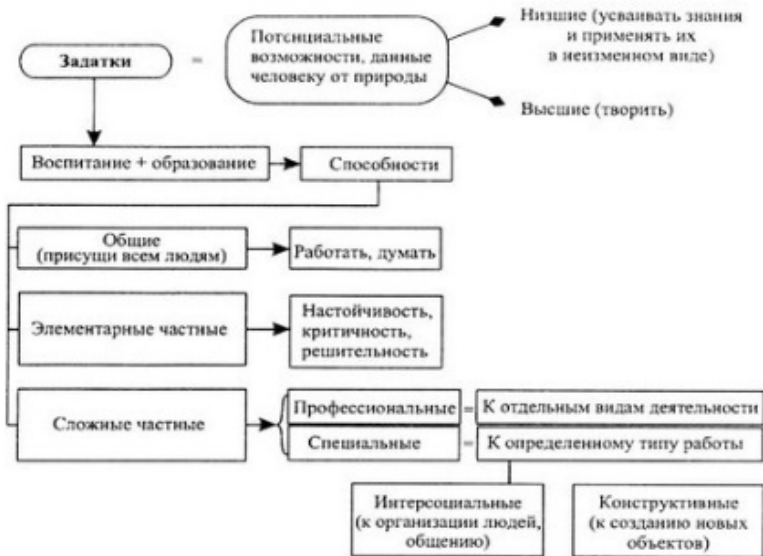 Задатки
=
Потенциальные
возможности, данные
человеку от природы
Низшие (усваивать знания
и применять их
в неизменном виде)
Высшие (творить)
Воспитание + образование
Способности
Общие
(присущи всем людям)
Работать, думать
Элементарные частные
Настойчивость,
критичность,
решительность
Сложные частные
Профессиональные = К отдельным видам деятельности
Специальные = К определенному типу работы
Интерсоциальные
(к организации людей,
общению)
Конструктивные
(к созданию новых
объектов)